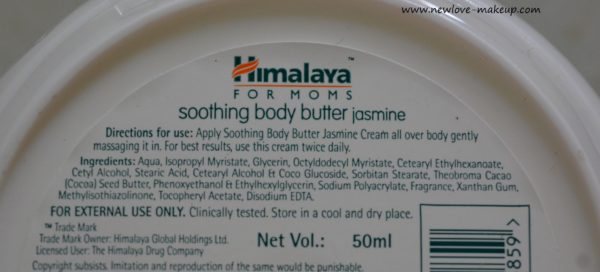 www.newlove-makeup.com
Himalaya™
FOR MOMS
soothing body butter jasmine
Directions for use: Apply Soothing Body Butter Jasmine Cream all over body gently
massaging it in. For best results, use this cream twice daily.
Ingredients: Aqua, Isopropyl Myristate, Glycerin, Octyldodecyl Myristate, Cetearyl Ethylhexanoate,
Cetyl Alcohol, Stearic Acid, Cetearyl Alcohol & Coco Glucoside, Sorbitan Stearate, Theobroma Cacao
(Cocoa) Seed Butter, Phenoxyethanol & Ethylhexylglycerin, Sodium Polyacrylate, Fragrance, Xanthan Gum,
Methylisothiazolinone, Tocopheryl Acetate, Disodium EDTA.
FOR EXTERNAL USE ONLY. Clinically tested. Store in a cool and dry place.
™ Trade Mark
Trade Mark Owner: Himalaya Global Holdings Ltd.
Licensed User: The Himalaya Drug Company
Net Vol.: 50ml
Copyright subsists. Imitation and reproduction of the same would be punishable.
859>